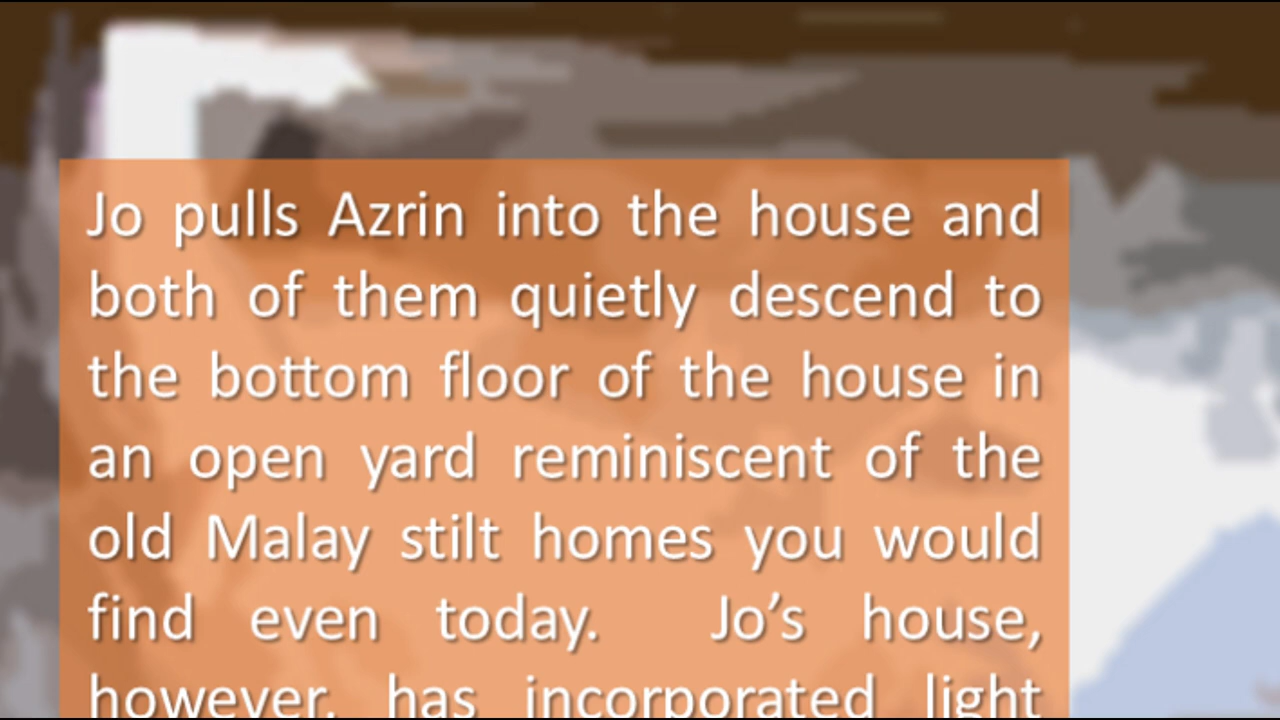 Jo pulls Azrin into the house and
both of them quietly descend to
the bottom floor of the house in
an open yard reminiscent of the
old Malay stilt homes you would
find even today. Jo’s house,
however, has incorporated light